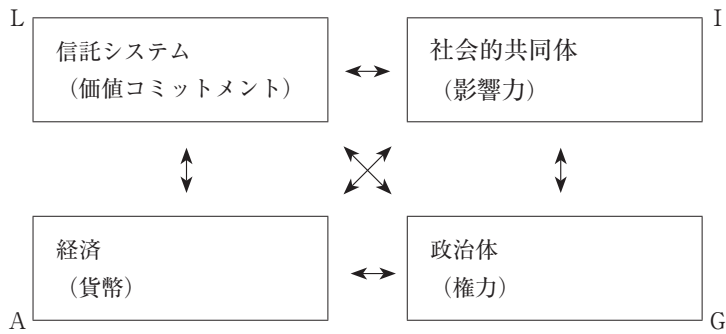 L
信託システム
（価値コミットメント）
社会的共同体
（影響力）
I
経済
（貨幣）
政治体
（権力）
A
G